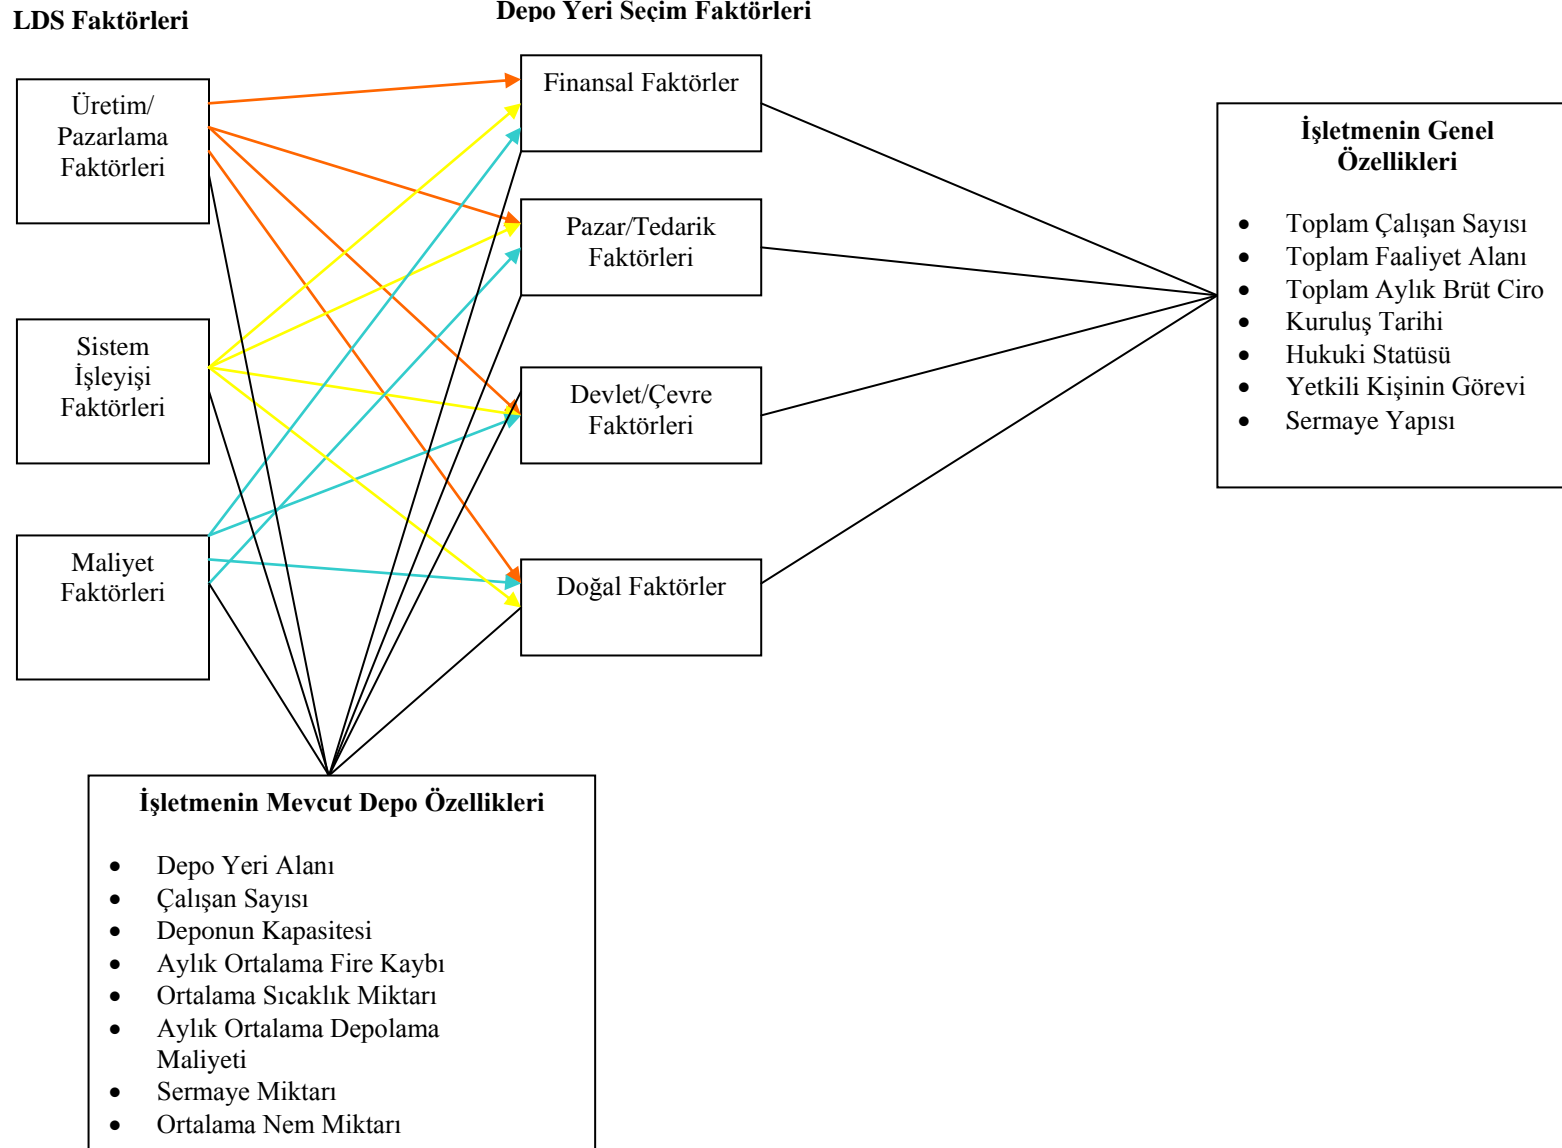 LDS Faktörleri
Depo Yeri Seçim Faktörleri
Üretim/
Pazarlama
Faktörleri
Sistem
İşleyişi
Faktörleri
Maliyet
Faktörleri
Finansal Faktörler
Pazar/Tedarik
Faktörleri
Devlet/Çevre
Faktörleri
Doğal Faktörler
İşletmenin Genel
Özellikleri
• Toplam Çalışan Sayısı
• Toplam Faaliyet Alanı
• Toplam Aylık Brüt Ciro
• Kuruluş Tarihi
• Hukuki Statüsü
• Yetkili Kişinin Görevi
• Sermaye Yapısı
İşletmenin Mevcut Depo Özellikleri
• Depo Yeri Alanı
• Çalışan Sayısı
• Deponun Kapasitesi
• Aylık Ortalama Fire Kaybı
• Ortalama Sıcaklık Miktarı
• Aylık Ortalama Depolama
Maliyeti
• Sermaye Miktarı
• Ortalama Nem Miktarı